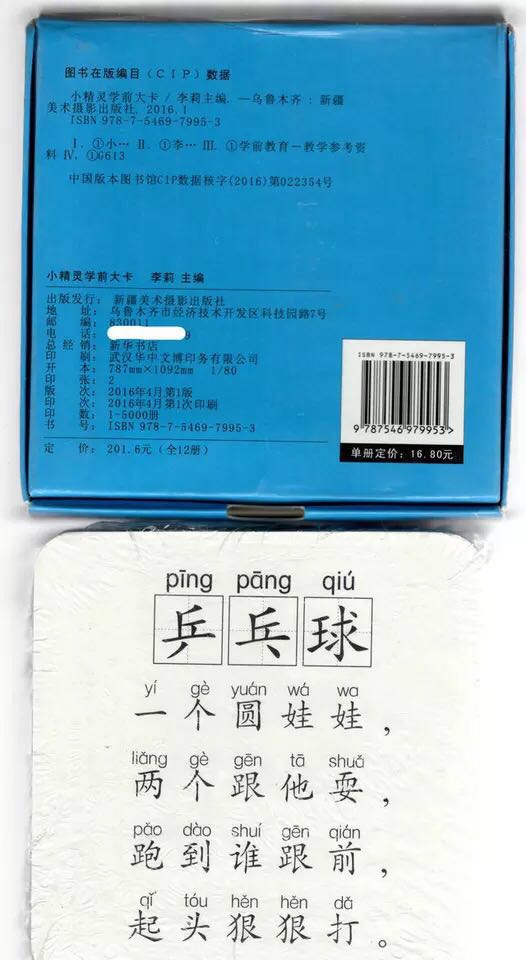 图书在版编目(CIP)数据
小精灵学前大卡 / 李莉主编. —乌鲁木齐 : 新疆
美术摄影出版社, 2016.1
ISBN 978-7-5469-7995-3
Ⅰ. ①小… Ⅱ. ①李… Ⅲ. ①学前教育-教学参考资
料 Ⅳ. ①G613
中国版本图书馆CIP数据核字(2016)第022354号
小精灵学前大卡 李莉 主编
出版发行: 新疆美术摄影出版社
地 址: 乌鲁木齐市经济技术开发区科技园路7号
邮 编: 830011
电 话:
总 经 销: 新华书店
印 刷: 武汉华中文博印务有限公司
开 本: 787mm×1092mm 1/80
印 张: 2
版 次: 2016年4月第1版
印 次: 2016年4月第1次印刷
印 数: 1-5000册
书 号: ISBN 978-7-5469-7995-3
定 价: 201.6元(全12册)
ISBN 978-7-5469-7995-3
9 787546 979953>
单册定价: 16.80元
pīng pāng qiú
乒乓球
yí gè yuán wá wa
一个圆娃娃,
liǎng gè gēn tā shuǎ
两个跟他耍,
pǎo dào shuí gēn qián
跑到谁跟前,
qǐ tóu hěn hěn dǎ
起头狠狠打。